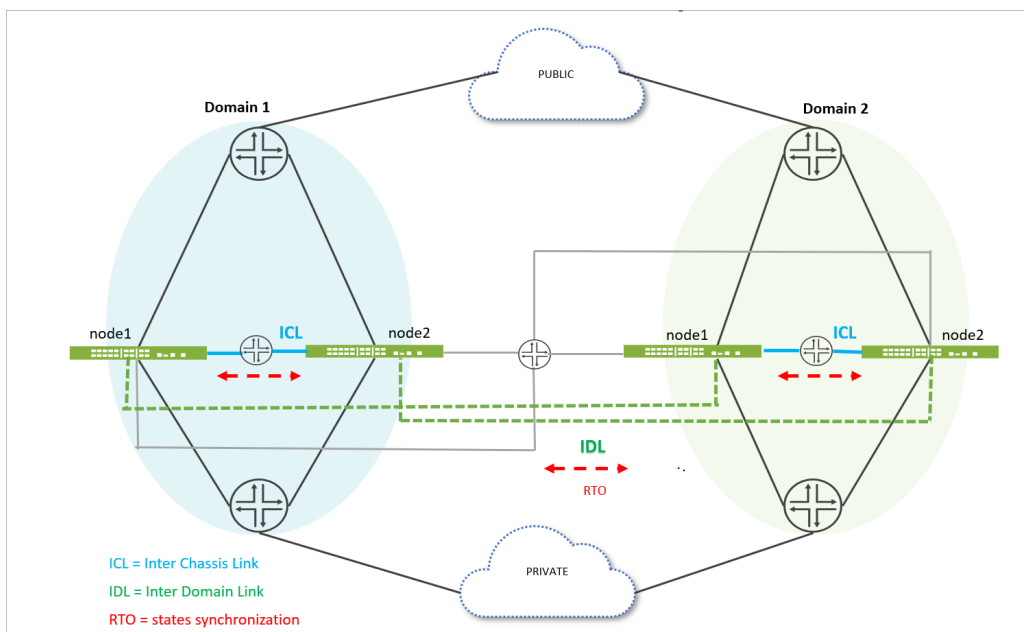 PUBLIC
Domain 1
Domain 2
node1
ICL
node2
node1
ICL
node2
IDL
RTO
PRIVATE
ICL = Inter Chassis Link
IDL = Inter Domain Link
RTO = states synchronization